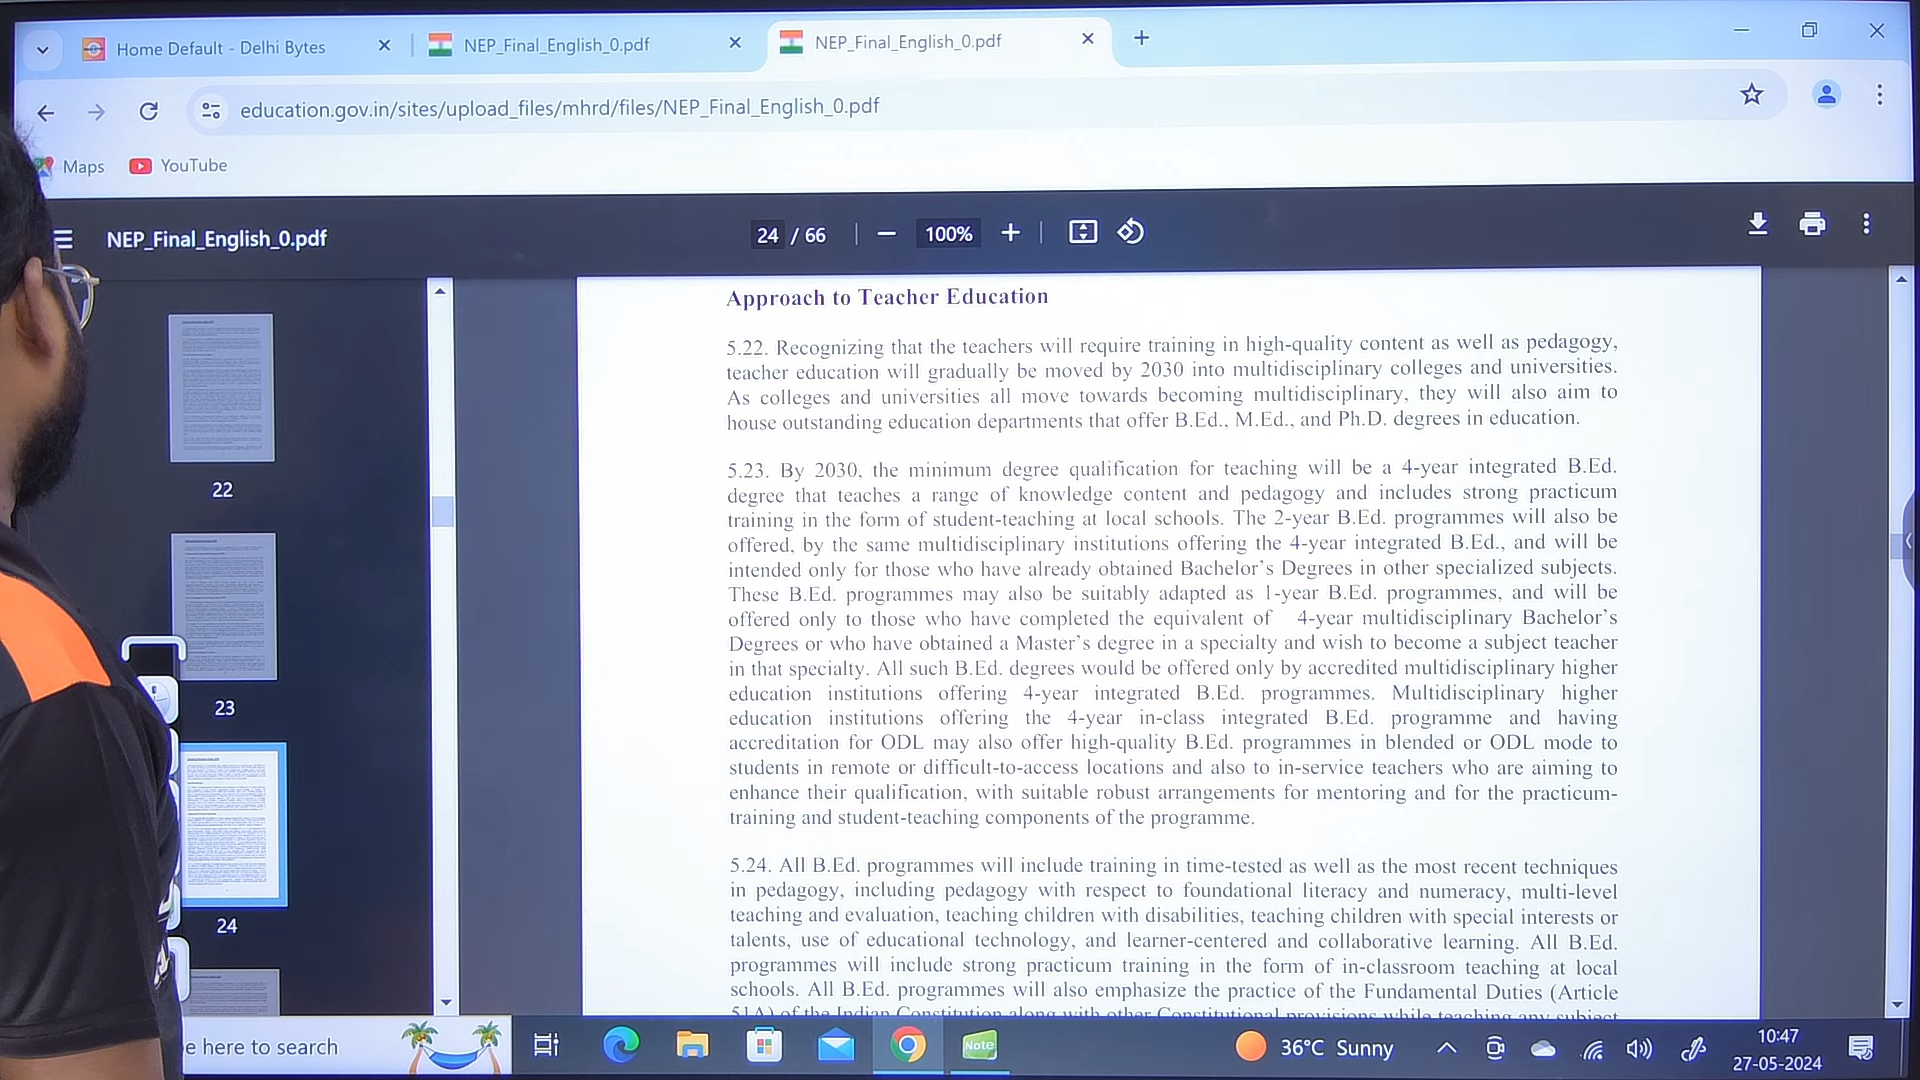 Home Default - Delhi Bytes
NEP_Final_English_0.pdf
NEP_Final_English_0.pdf
education.gov.in/sites/upload_files/mhrd/files/NEP_Final_English_0.pdf
Maps
YouTube
NEP_Final_English_0.pdf
24 / 66
100%
22
23
24
Approach to Teacher Education
5.22. Recognizing that the teachers will require training in high-quality content as well as pedagogy,
teacher education will gradually be moved by 2030 into multidisciplinary colleges and universities.
As colleges and universities all move towards becoming multidisciplinary, they will also aim to
house outstanding education departments that offer B.Ed., M.Ed., and Ph.D. degrees in education.
5.23. By 2030, the minimum degree qualification for teaching will be a 4-year integrated B.Ed.
degree that teaches a range of knowledge content and pedagogy and includes strong practicum
training in the form of student-teaching at local schools. The 2-year B.Ed. programmes will also be
offered, by the same multidisciplinary institutions offering the 4-year integrated B.Ed., and will be
intended only for those who have already obtained Bachelor's Degrees in other specialized subjects.
These B.Ed. programmes may also be suitably adapted as 1-year B.Ed. programmes, and will be
offered only to those who have completed the equivalent of 4-year multidisciplinary Bachelor's
Degrees or who have obtained a Master's degree in a specialty and wish to become a subject teacher
in that specialty. All such B.Ed. degrees would be offered only by accredited multidisciplinary higher
education institutions offering 4-year integrated B.Ed. programmes. Multidisciplinary higher
education institutions offering the 4-year in-class integrated B.Ed. programme and having
accreditation for ODL may also offer high-quality B.Ed. programmes in blended or ODL mode to
students in remote or difficult-to-access locations and also to in-service teachers who are aiming to
enhance their qualification, with suitable robust arrangements for mentoring and for the practicum-
training and student-teaching components of the programme.
5.24. All B.Ed. programmes will include training in time-tested as well as the most recent techniques
in pedagogy, including pedagogy with respect to foundational literacy and numeracy, multi-level
teaching and evaluation, teaching children with disabilities, teaching children with special interests or
talents, use of educational technology, and learner-centered and collaborative learning. All B.Ed.
programmes will include strong practicum training in the form of in-classroom teaching at local
schools. All B.Ed. programmes will also emphasize the practice of the Fundamental Duties (Article
51A) of the Indian Constitution along with other Constitutional provisions while teaching any subject
e here to search
Note
36°C Sunny
10:47
27-05-2024